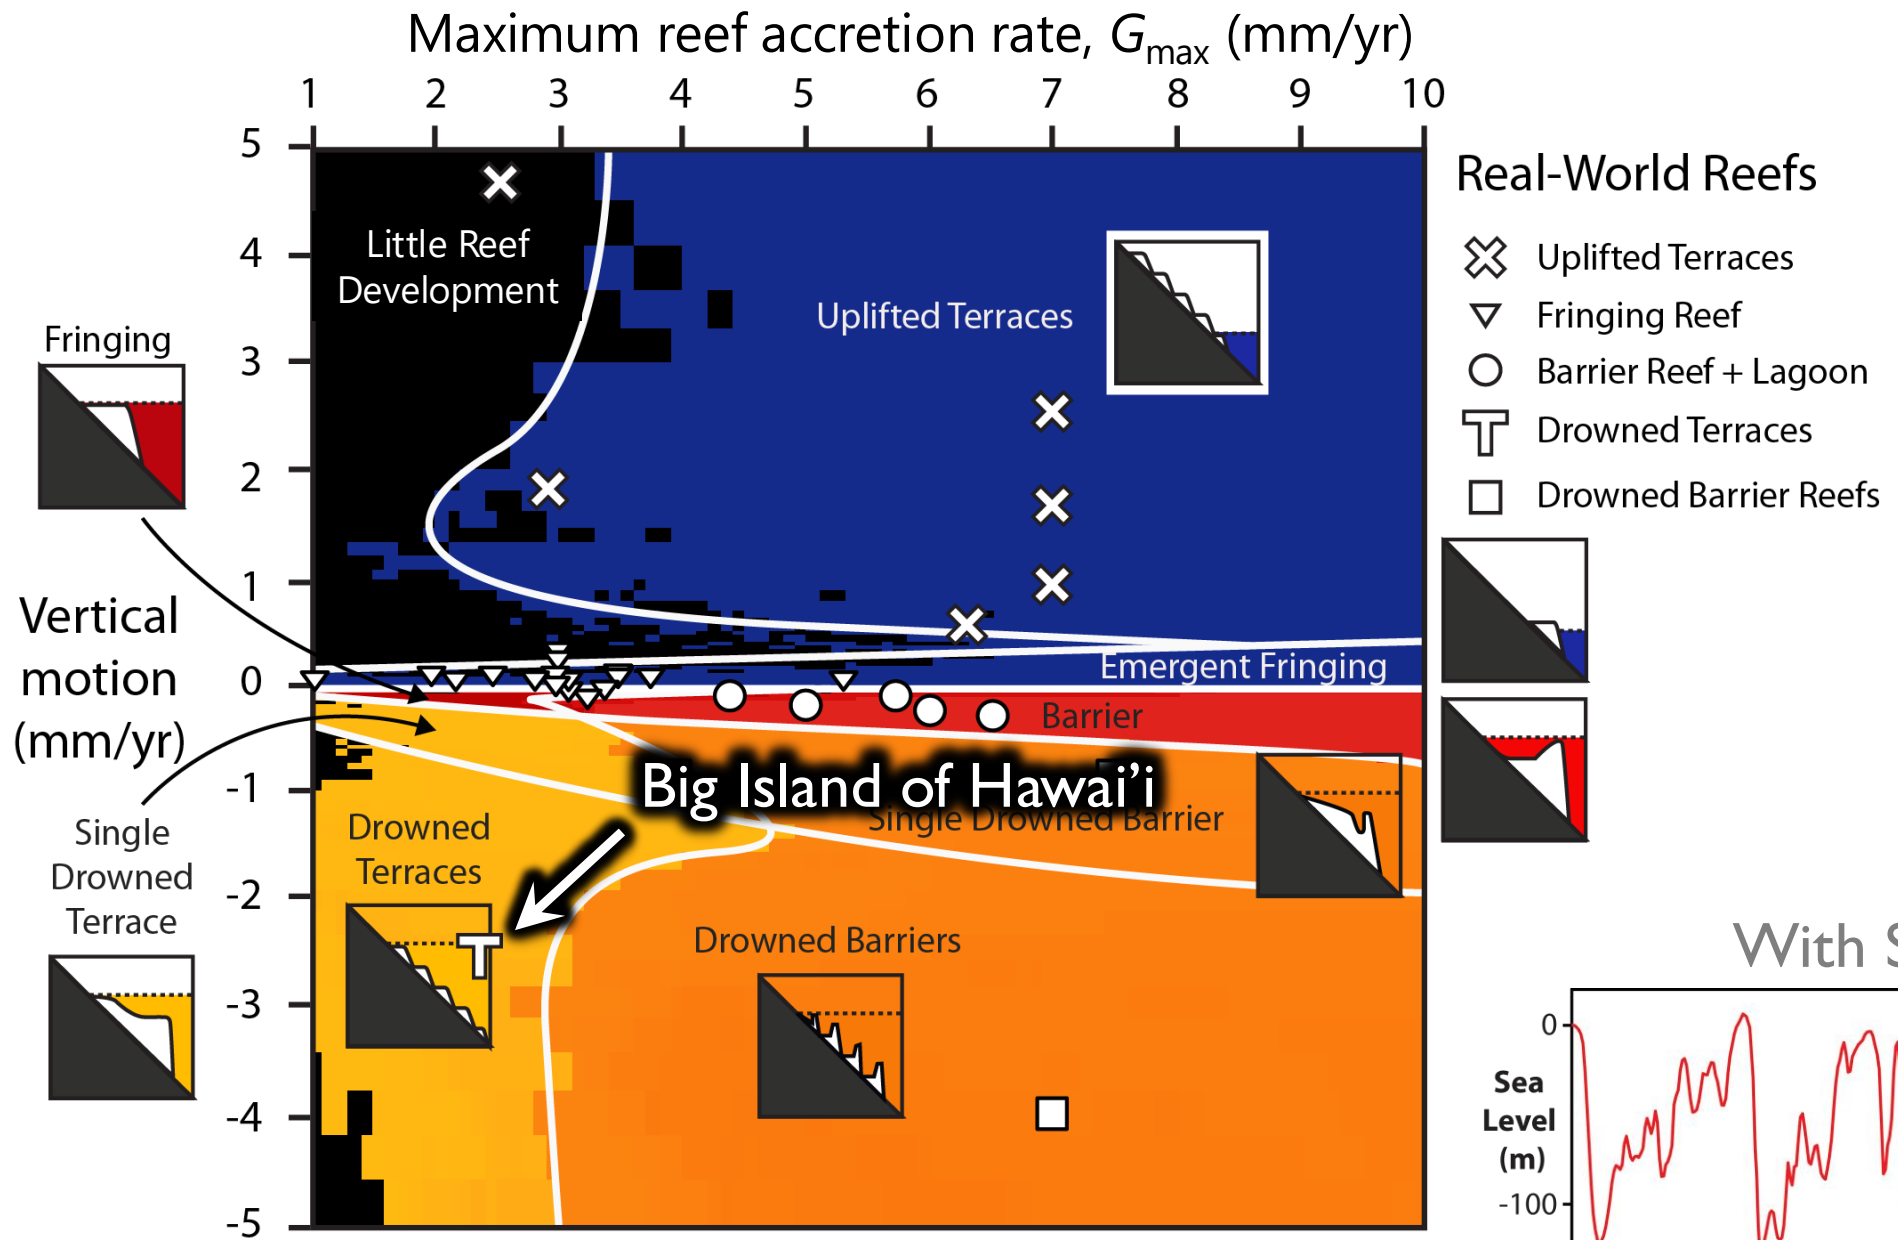 Maximum reef accretion rate, Gmax (mm/yr)
1 2 3 4 5 6 7 8 9 10
5
4
3
2
1
0
-1
-2
-3
-4
-5
Vertical
motion
(mm/yr)
Fringing
Single
Drowned
Terrace
Little Reef
Development
Uplifted Terraces
Emergent Fringing
Barrier
Big Island of Hawai’i
Single Drowned Barrier
Drowned
Terraces
Drowned Barriers
Real-World Reefs
Uplifted Terraces
Fringing Reef
Barrier Reef + Lagoon
Drowned Terraces
Drowned Barrier Reefs
With
0
Sea
Level
(m)
-100